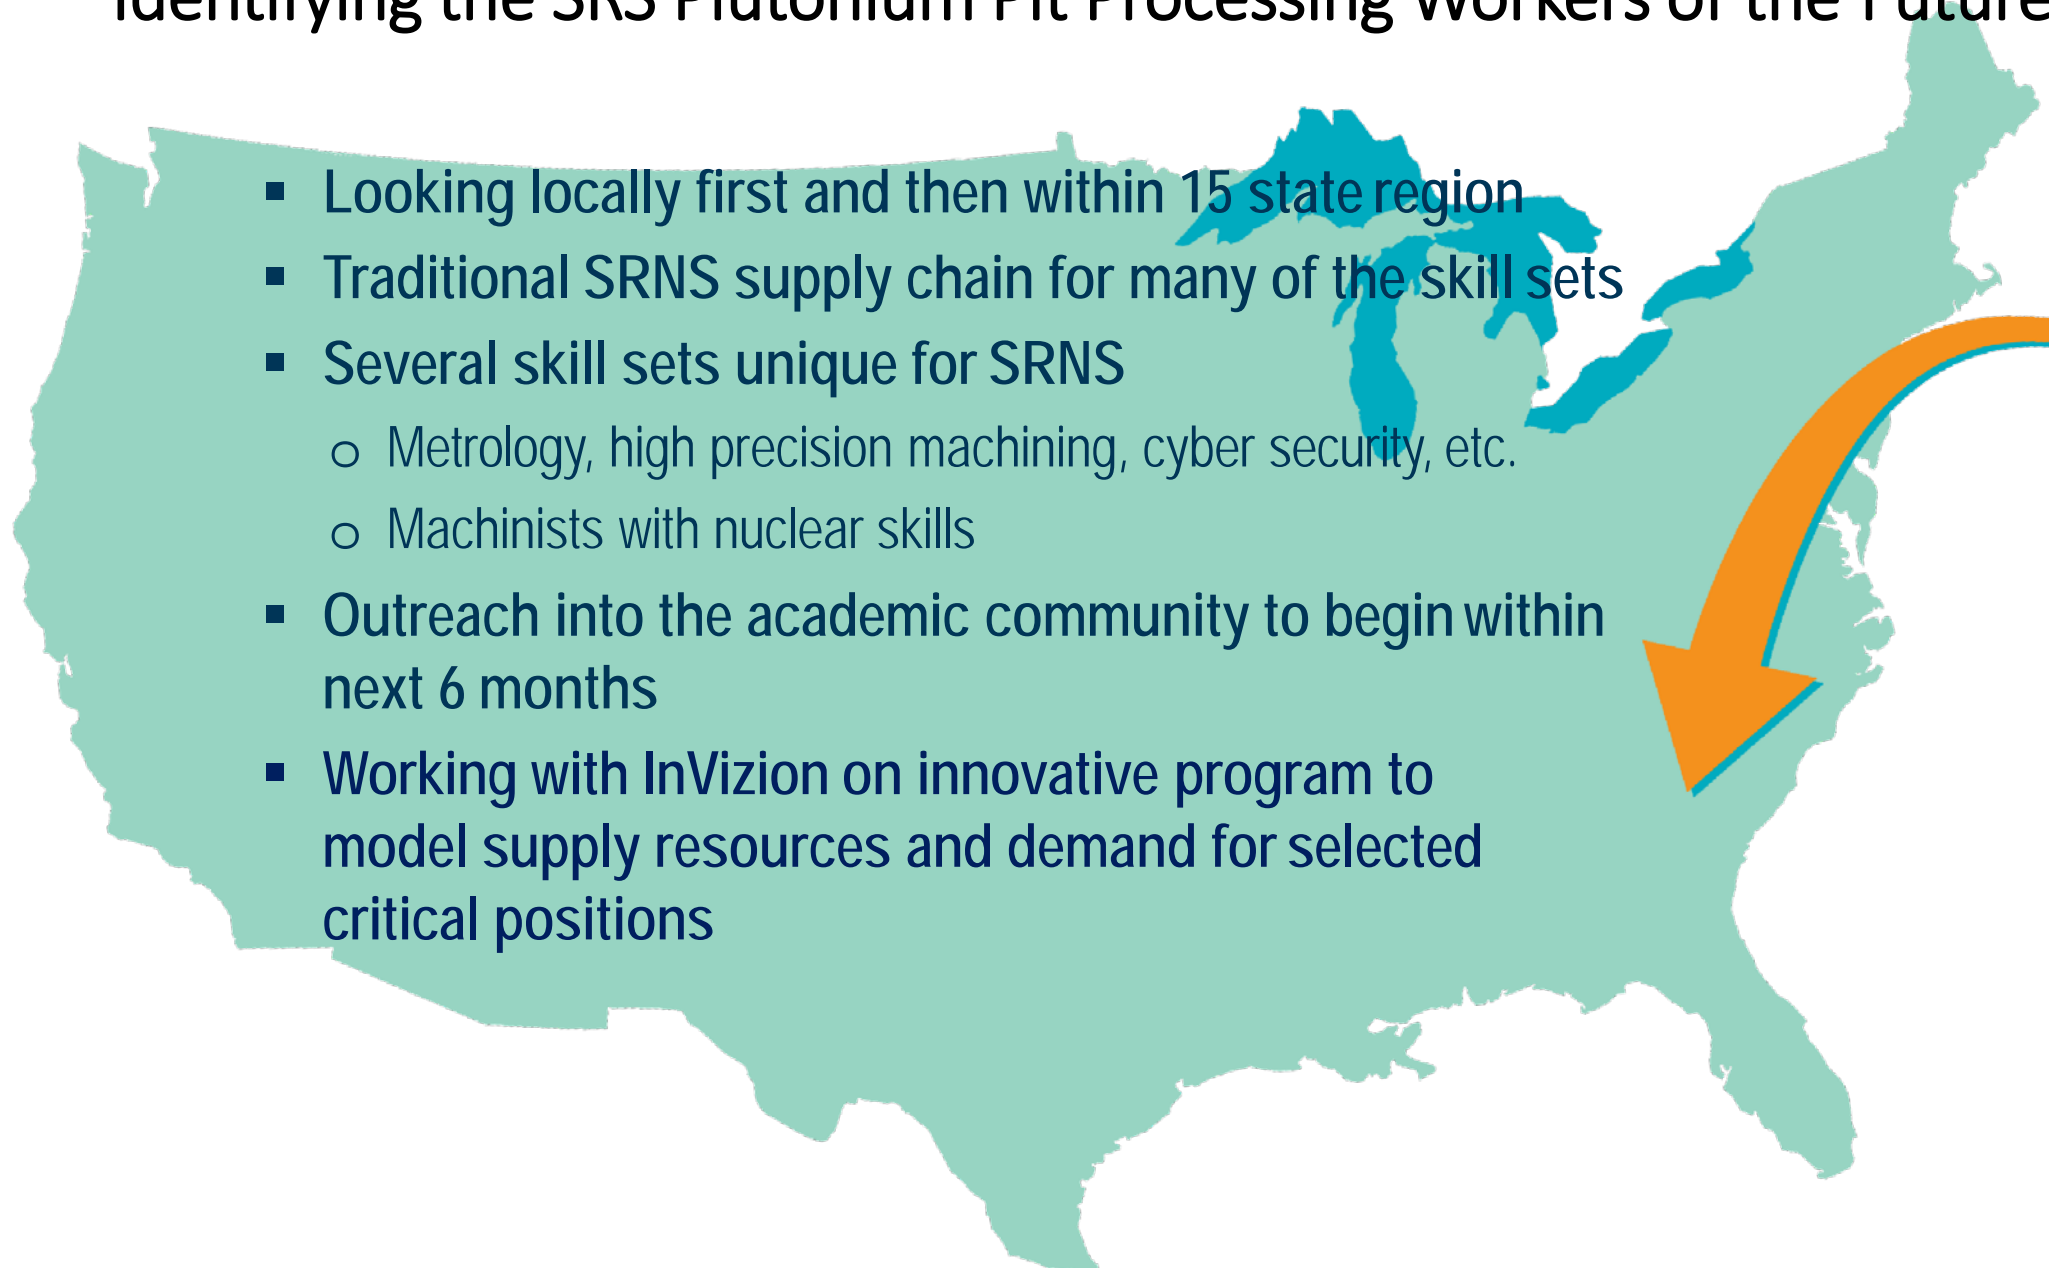 Identifying the SRS Plutonium Pit Processing Workers of the Future
▪ Looking locally first and then within 15 state region
▪ Traditional SRNS supply chain for many of the skill sets
▪ Several skill sets unique for SRNS
o Metrology, high precision machining, cyber security, etc.
o Machinists with nuclear skills
▪ Outreach into the academic community to begin within
next 6 months
▪ Working with InVizion on innovative program to
model supply resources and demand for selected
critical positions